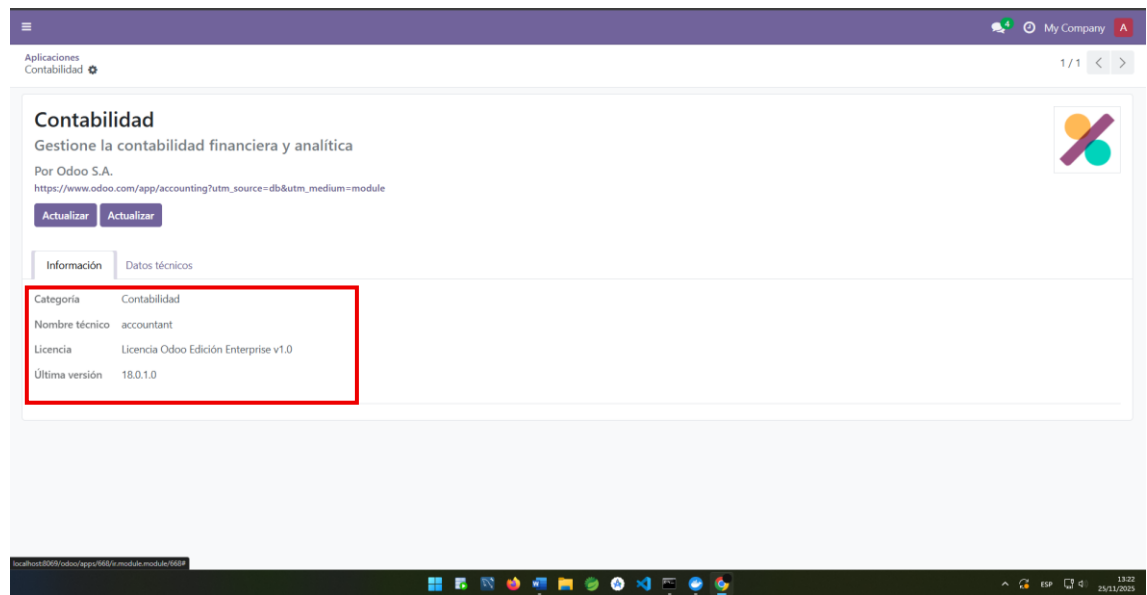 4 My Company A
Aplicaciones
Contabilidad
1 / 1
Contabilidad
Gestione la contabilidad financiera y analítica
Por Odoo S.A.
https://www.odoo.com/app/accounting?utm_source=db&utm_medium=module
Actualizar Actualizar
Información Datos técnicos
Categoría Contabilidad
Nombre técnico accountant
Licencia Licencia Odoo Edición Enterprise v1.0
Última versión 18.0.1.0
localhost:8069/odoo/apps/668/ir.module.module/668#
ESP
13:22
25/11/2025